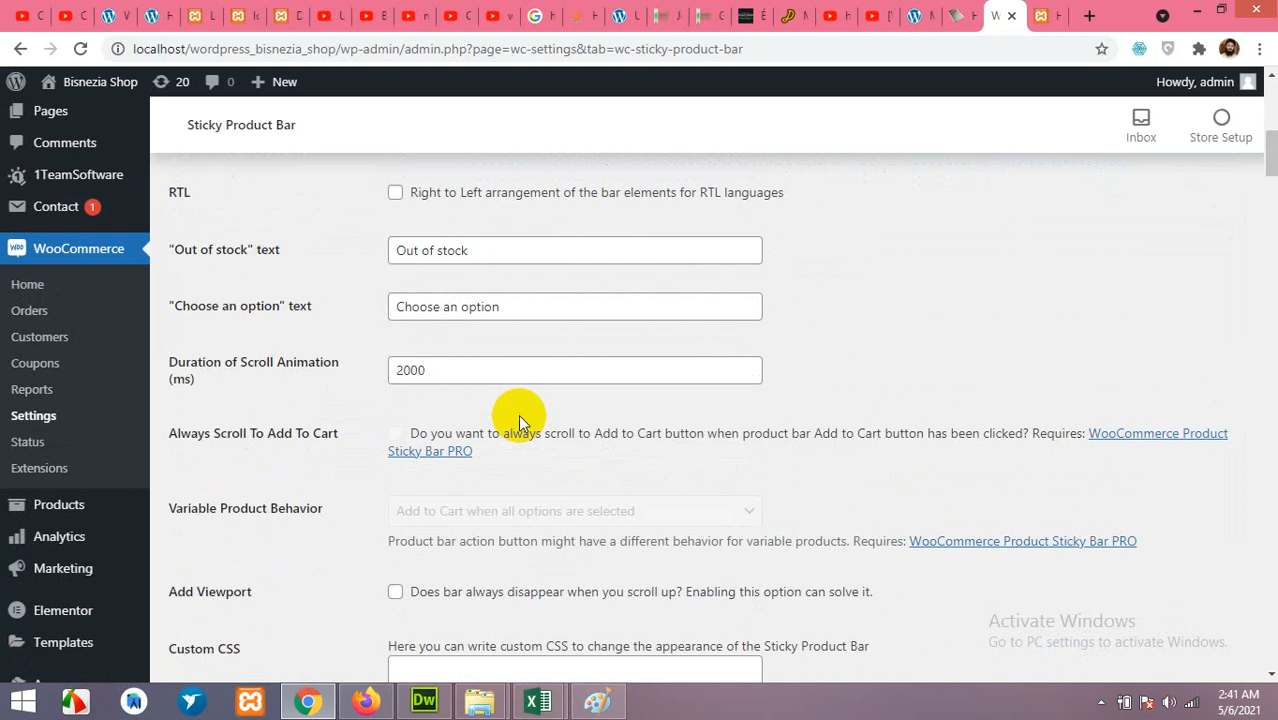 localhost/wordpress_bisnezia_shop/wp-admin/admin.php?page=wc-settings&tab=wc-sticky-product-bar
Bisnezia Shop 20 0 New Howdy, admin
Pages
Comments
1TeamSoftware
Contact 1
WooCommerce
Home
Orders
Customers
Coupons
Reports
Settings
Status
Extensions
Products
Analytics
Marketing
Elementor
Templates
Sticky Product Bar
Inbox
Store Setup
RTL
Right to Left arrangement of the bar elements for RTL languages
"Out of stock" text
Out of stock
"Choose an option" text
Choose an option
Duration of Scroll Animation
(ms)
2000
Always Scroll To Add To Cart
Do you want to always scroll to Add to Cart button when product bar Add to Cart button has been clicked? Requires: WooCommerce Product
Sticky Bar PRO
Variable Product Behavior
Add to Cart when all options are selected
Product bar action button might have a different behavior for variable products. Requires: WooCommerce Product Sticky Bar PRO
Add Viewport
Does bar always disappear when you scroll up? Enabling this option can solve it.
Custom CSS
Here you can write custom CSS to change the appearance of the Sticky Product Bar
Activate Windows
Go to PC settings to activate Windows.
Dw
2:41 AM
5/6/2021